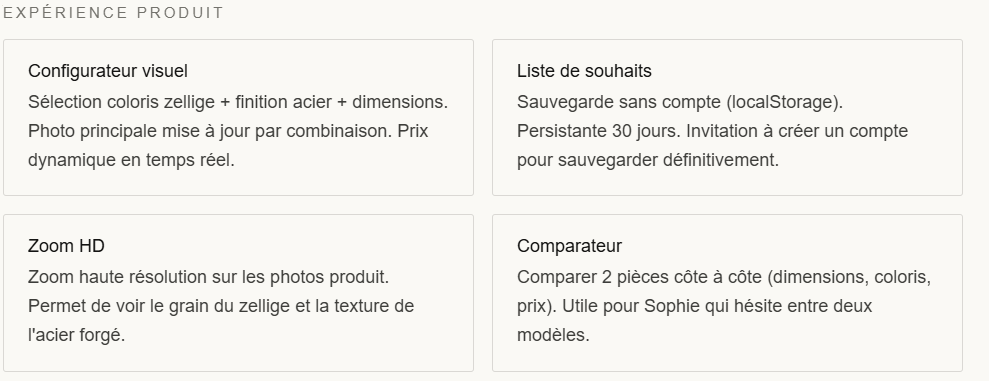 EXPÉRIENCE PRODUIT
Configurateur visuel
Sélection coloris zellige + finition acier + dimensions.
Photo principale mise à jour par combinaison. Prix
dynamique en temps réel.
Liste de souhaits
Sauvegarde sans compte (localStorage).
Persistante 30 jours. Invitation à créer un compte
pour sauvegarder définitivement.
Zoom HD
Zoom haute résolution sur les photos produit.
Permet de voir le grain du zellige et la texture de
l'acier forgé.
Comparateur
Comparer 2 pièces côte à côte (dimensions, coloris,
prix). Utile pour Sophie qui hésite entre deux
modèles.